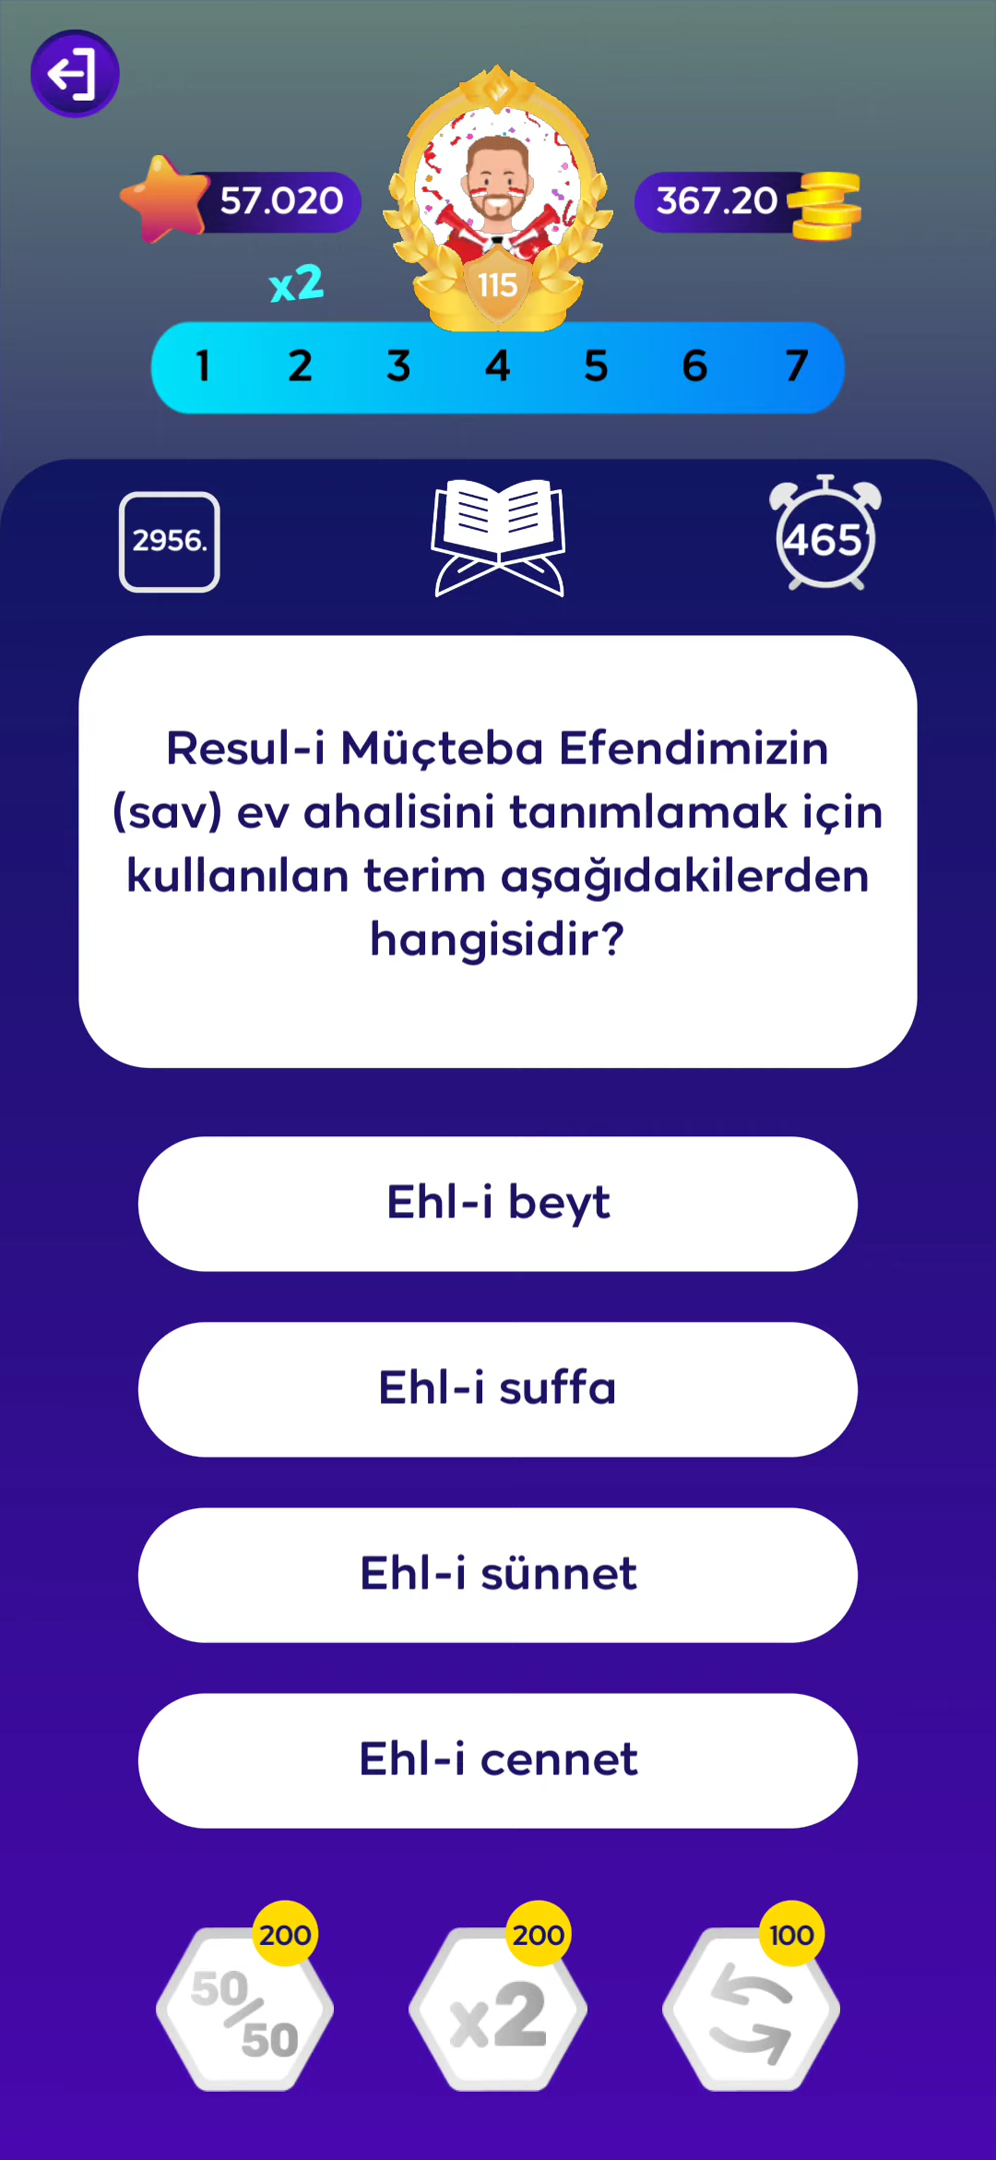 57.020
367.20
115
x2
1 2 3 4 5 6 7
2956.
465
Resul-i Müçteba Efendimizin
(sav) ev ahalisini tanımlamak için
kullanılan terim aşağıdakilerden
hangisidir?
Ehl-i beyt
Ehl-i suffa
Ehl-i sünnet
Ehl-i cennet
200 200 100
50/50 x2